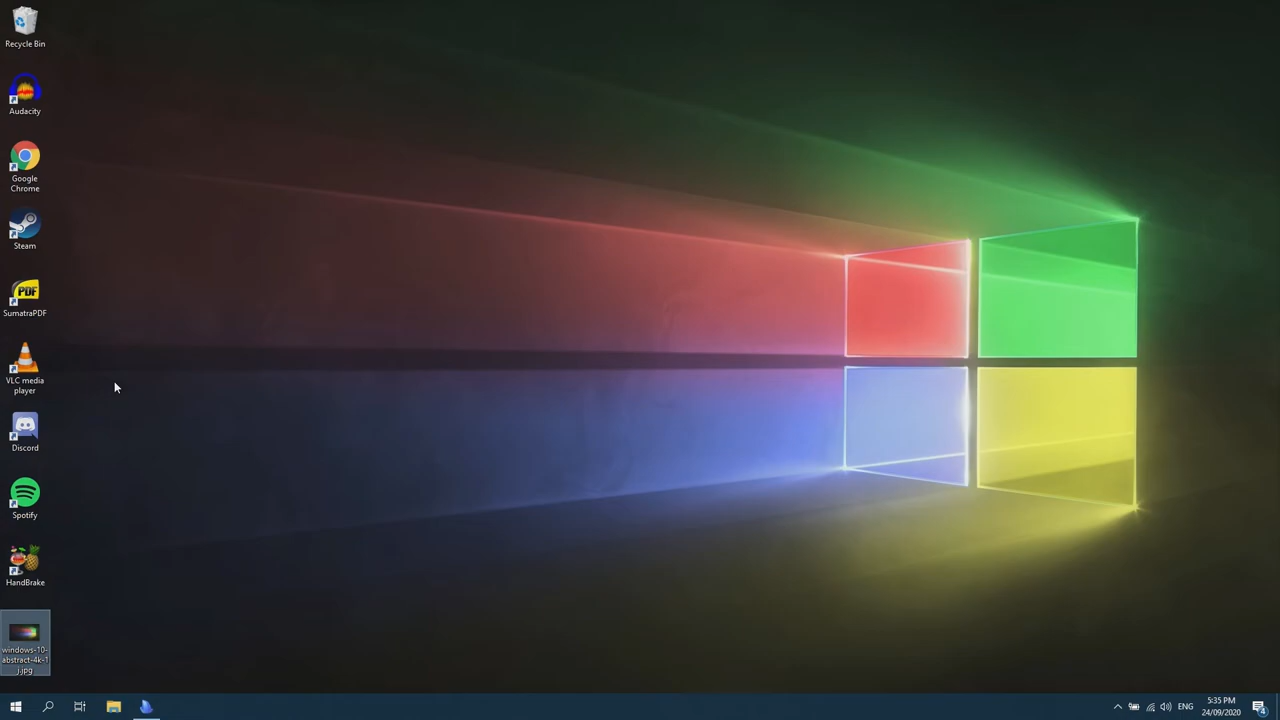 Recycle Bin
Audacity
Google
Chrome
Steam
PDF
SumatraPDF
VLC media
player
Discord
Spotify
HandBrake
windows-10-
abstract-4k-1
j.jpg
ENG
5:35 PM
24/09/2020
4